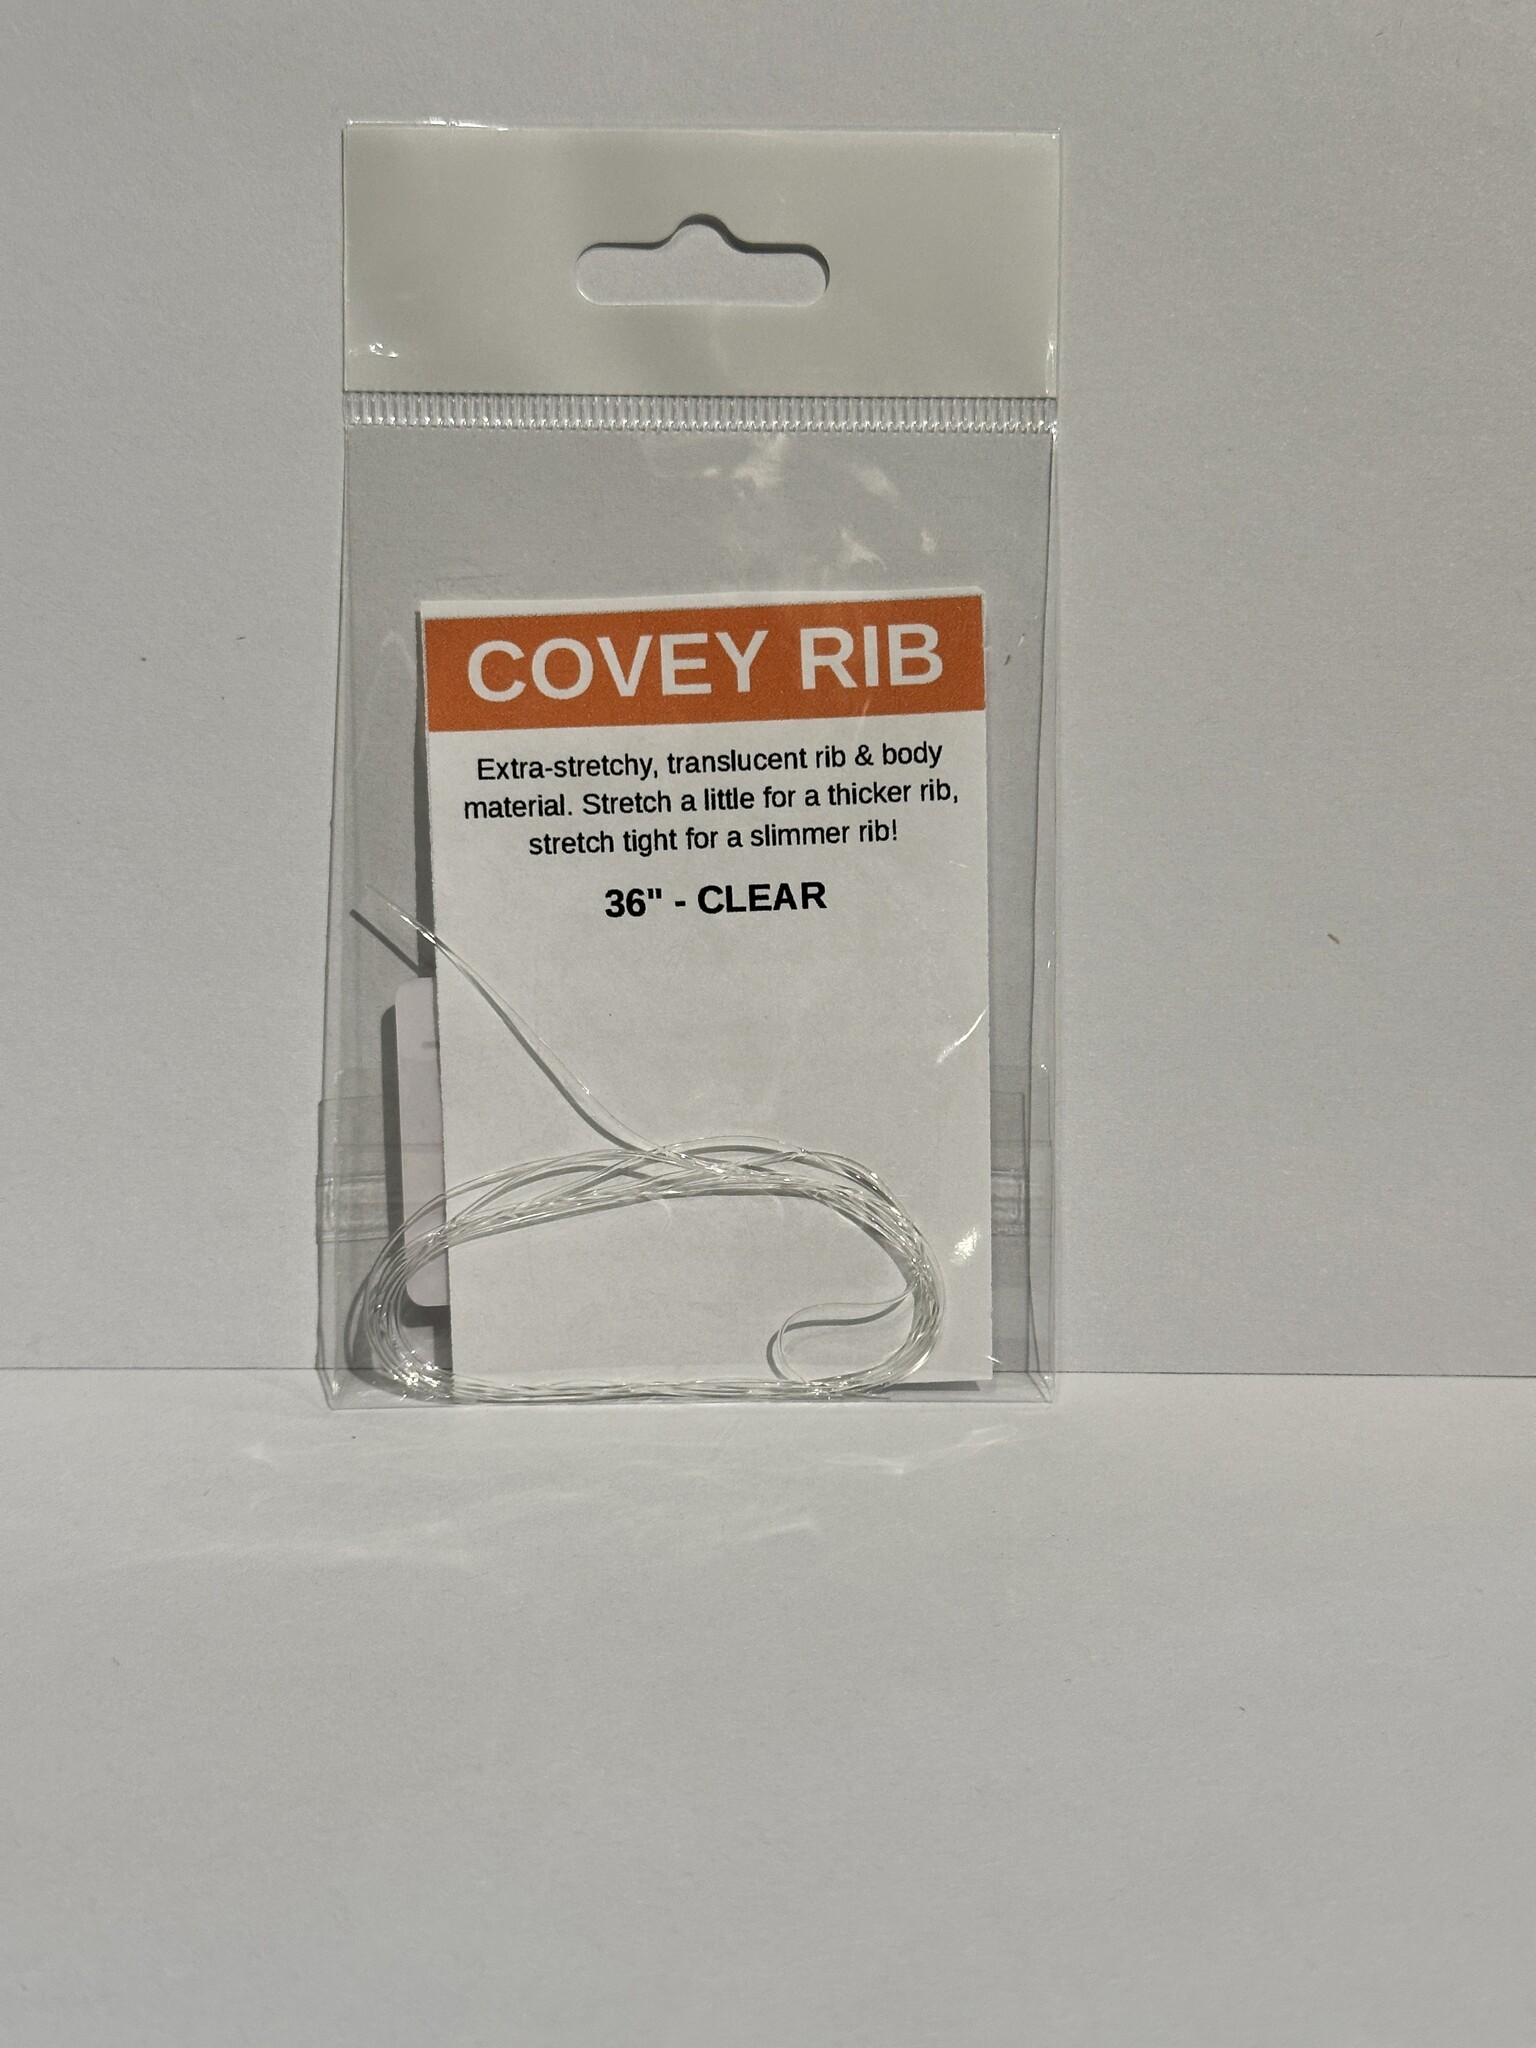 COVEY RIB
Extra-stretchy, translucent rib & body
material. Stretch a little for a thicker rib,
stretch tight for a slimmer rib!
36" - CLEAR